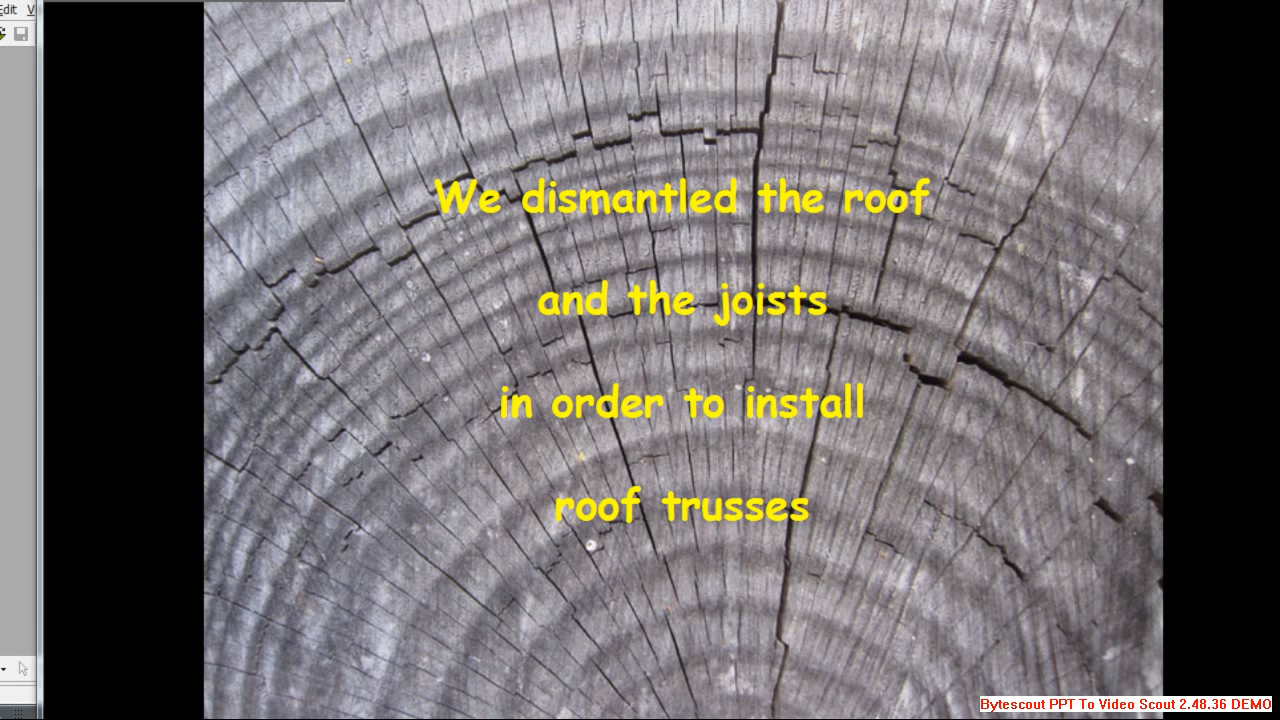 Edit
We dismantled the roof
and the joists
in order to install
roof trusses
Bytescout PPT To Video Scout 2.48.36 DEMO